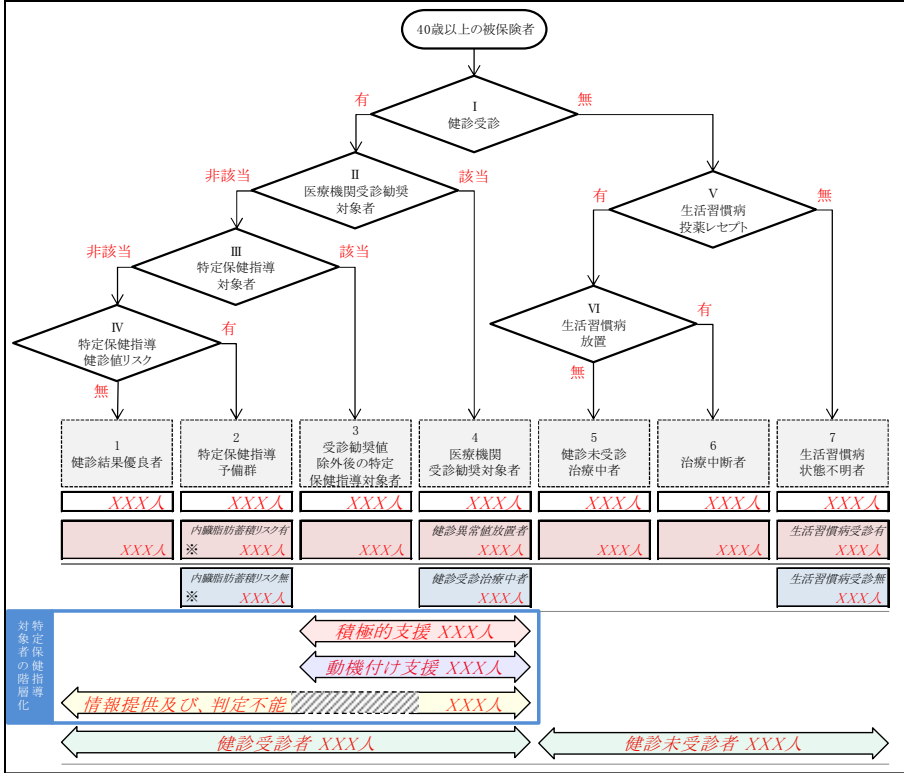 40歳以上の被保険者
Ⅰ
健診受診
有
無
Ⅱ
医療機関受診勧奨
対象者
非該当
該当
Ⅴ
生活習慣病
投薬レセプト
有
無
Ⅲ
特定保健指導
対象者
非該当
該当
Ⅵ
生活習慣病
放置
有
無
Ⅳ
特定保健指導
健診値リスク
有
無
1
健診結果優良者
2
特定保健指導
予備群
3
受診勧奨値
除外後の特定
保健指導対象者
4
医療機関
受診勧奨対象者
5
健診未受診
治療中者
6
治療中断者
7
生活習慣病
状態不明者
XXX人
XXX人
XXX人
XXX人
XXX人
XXX人
XXX人
XXX人
内臓脂肪蓄積リスク有
※ XXX人
XXX人
健診異常値放置者
XXX人
XXX人
XXX人
生活習慣病受診有
XXX人
内臓脂肪蓄積リスク無
※ XXX人
健診受診治療中者
XXX人
生活習慣病受診無
XXX人
特定保健指導
対象者の階層化
積極的支援 XXX人
動機付け支援 XXX人
情報提供及び、判定不能 XXX人
健診受診者 XXX人
健診未受診者 XXX人